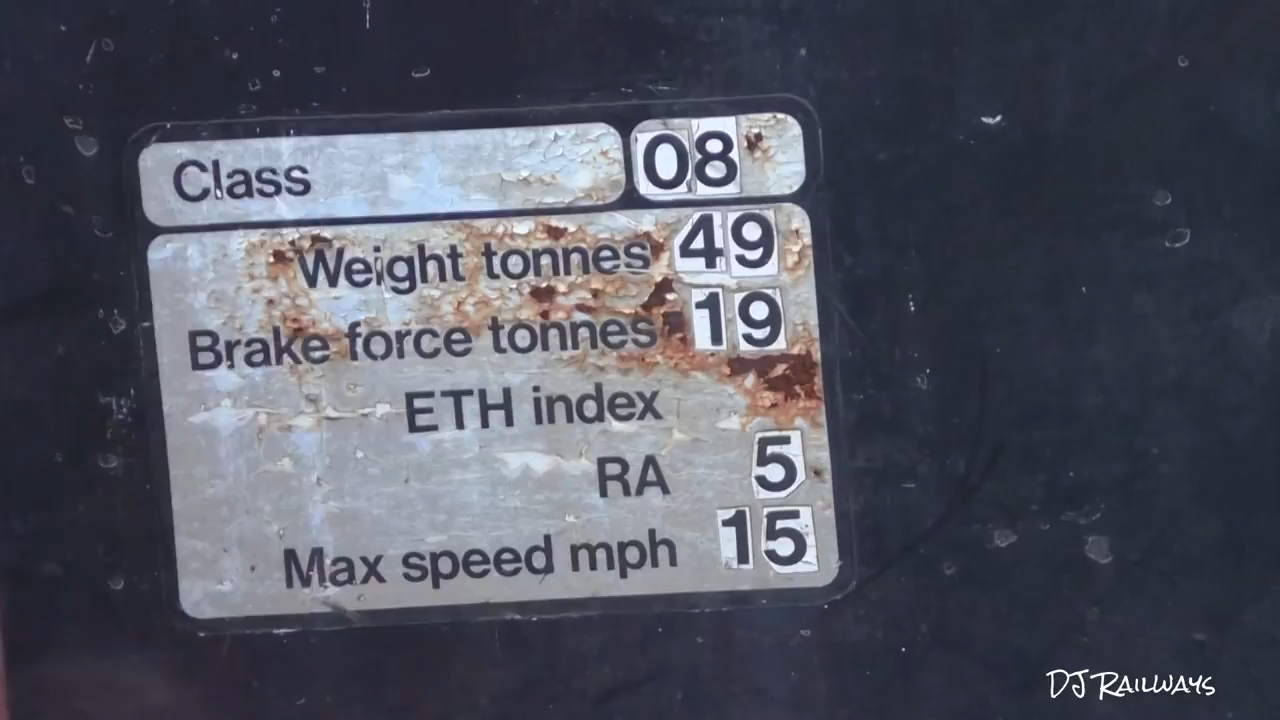 Class 08
Weight tonnes 49
Brake force tonnes 19
ETH index
RA 5
Max speed mph 15
DJ RAILWAYS